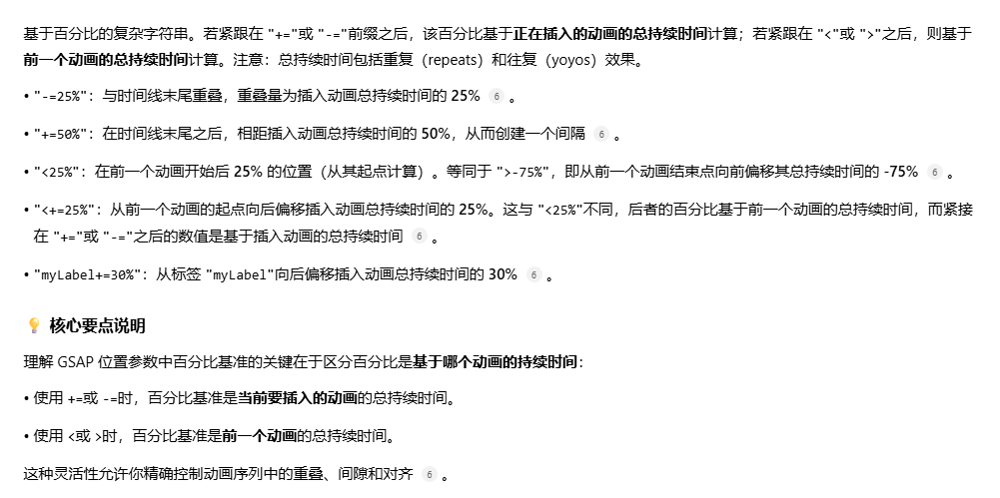 基于百分比的复杂字符串。若紧跟在 "+="或 "-="前缀之后，该百分比基于正在插入的动画的总持续时间计算；若紧跟在 "<"或 ">"之后，则基于
前一个动画的总持续时间计算。注意：总持续时间包括重复（repeats）和往复（yoyos）效果。
• "-=25%"：与时间线末尾重叠，重叠量为插入动画总持续时间的 25% 6 。
• "+=50%"：在时间线末尾之后，相距插入动画总持续时间的 50%，从而创建一个间隔 6 。
• "<25%"：在前一个动画开始后 25% 的位置（从其起点计算）。等同于 ">-75%"，即从前一个动画结束点向前偏移其总持续时间的 -75% 6 。
• "<+=25%"：从前一个动画的起点向后偏移插入动画总持续时间的 25%。这与 "<25%"不同，后者的百分比基于前一个动画的总持续时间，而紧接
在 "+="或 "-="之后的数值是基于插入动画的总持续时间 6 。
• "myLabel+=30%"：从标签 "myLabel"向后偏移插入动画总持续时间的 30% 6 。
💡 核心要点说明
理解 GSAP 位置参数中百分比基准的关键在于区分百分比是基于哪个动画的持续时间：
• 使用 +=或 -=时，百分比基准是当前要插入的动画的总持续时间。
• 使用 <或 >时，百分比基准是前一个动画的总持续时间。
这种灵活性允许你精确控制动画序列中的重叠、间隙和对齐 6 。